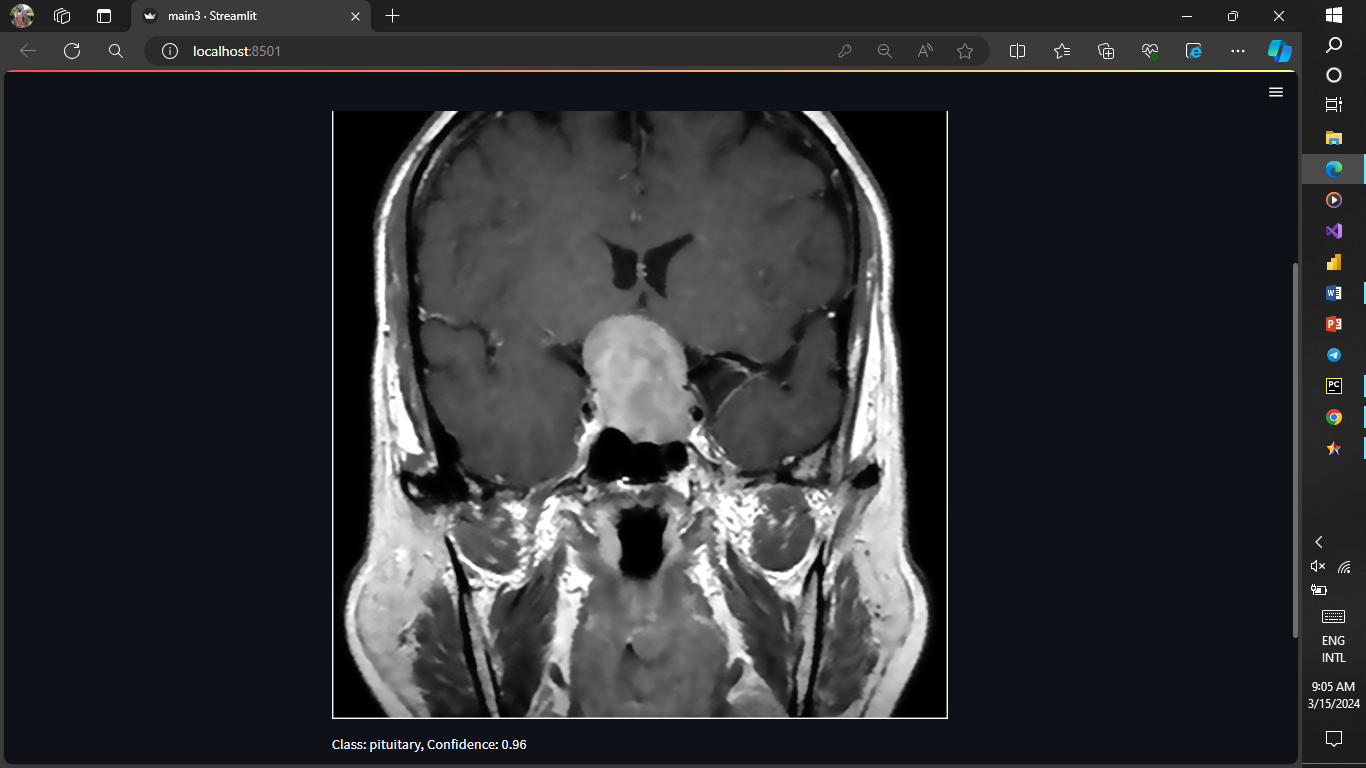 main3 · Streamlit
localhost:8501
Class: pituitary, Confidence: 0.96
ENG
INTL
9:05 AM
3/15/2024